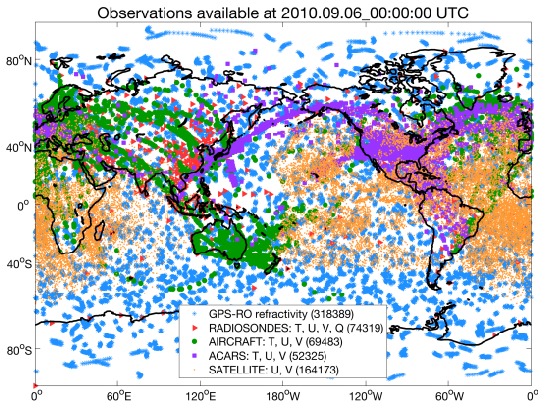 Observations available at 2010.09.06_00:00:00 UTC
80°N
40°N
0°
40°S
80°S
GPS-RO refractivity (318389)
RADIOSONDES: T, U, V, Q (74319)
AIRCRAFT: T, U, V (69483)
ACARS: T, U, V (52325)
SATELLITE: U, V (164173)
0° 60°E 120°E 180°W 120°W 60°W 0°